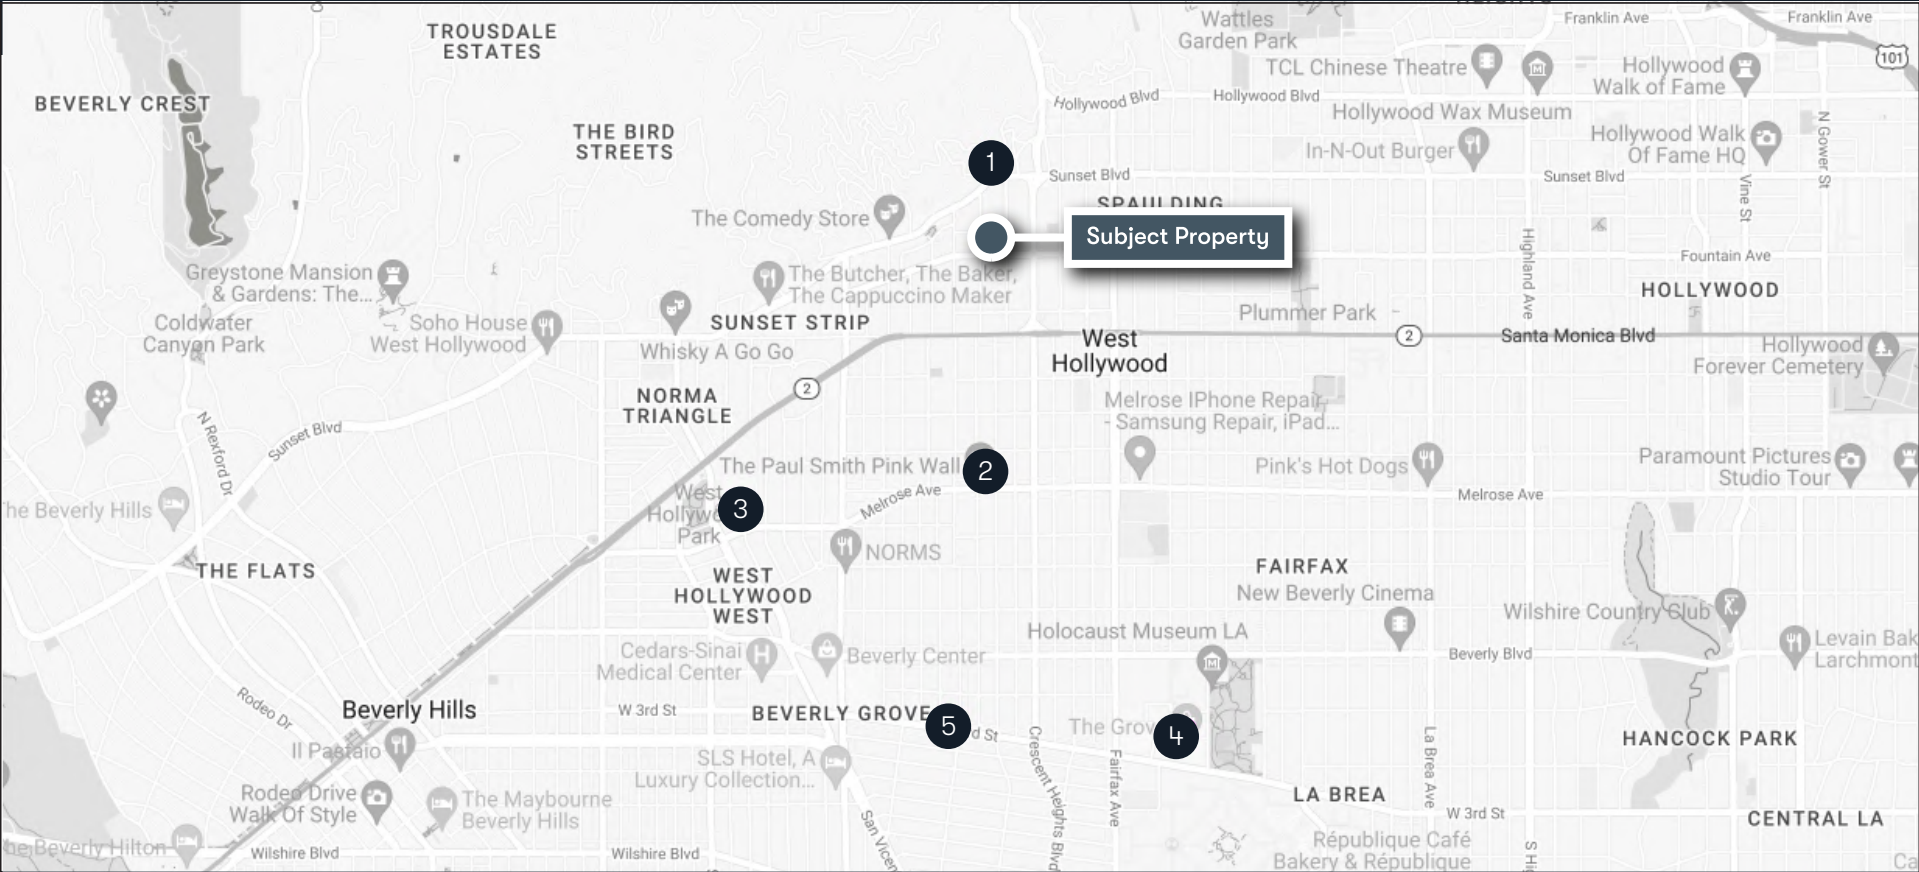 TROUSDALE
ESTATES
Wattles
Garden Park
Franklin Ave
Franklin Ave
101
TCL Chinese Theatre
Hollywood
Walk of Fame
BEVERLY CREST
Hollywood Blvd
Hollywood Blvd
Hollywood Wax Museum
THE BIRD
STREETS
In-N-Out Burger
Hollywood Walk
Of Fame HQ
N Gower St
1
Sunset Blvd
Sunset Blvd
Vine St
SPAULDING
The Comedy Store
Subject Property
Highland Ave
Fountain Ave
Greystone Mansion
& Gardens: The...
The Butcher, The Baker,
The Cappuccino Maker
HOLLYWOOD
Plummer Park
Coldwater
Canyon Park
Soho House
West Hollywood
SUNSET STRIP
Whisky A Go Go
West
Hollywood
2
Santa Monica Blvd
Hollywood
Forever Cemetery
2
NORMA
TRIANGLE
Melrose IPhone Repair
- Samsung Repair, iPad...
N Rexford Dr
Sunset Blvd
The Paul Smith Pink Wall
2
Pink's Hot Dogs
Paramount Pictures
Studio Tour
Melrose Ave
Melrose Ave
he Beverly Hills
West
Hollywo
Park
3
NORMS
THE FLATS
WEST
HOLLYWOOD
WEST
FAIRFAX
New Beverly Cinema
Wilshire Country Club
Holocaust Museum LA
Levain Bak
Larchmont
Cedars-Sinai
Medical Center
Beverly Center
Beverly Blvd
Rodeo Dr
Beverly Hills
W 3rd St
BEVERLY GROVE
5
d St
The Grov
4
Crescent Heights Blvd
Fairfax Ave
La Brea Ave
HANCOCK PARK
Il Pastaio
SLS Hotel, A
Luxury Collection...
LA BREA
Rodeo Drive
Walk Of Style
The Maybourne
Beverly Hills
W 3rd St
CENTRAL LA
he Beverly Hilton
Wilshire Blvd
Wilshire Blvd
San Vicen
République Café
Bakery & République
S Hi
Ca